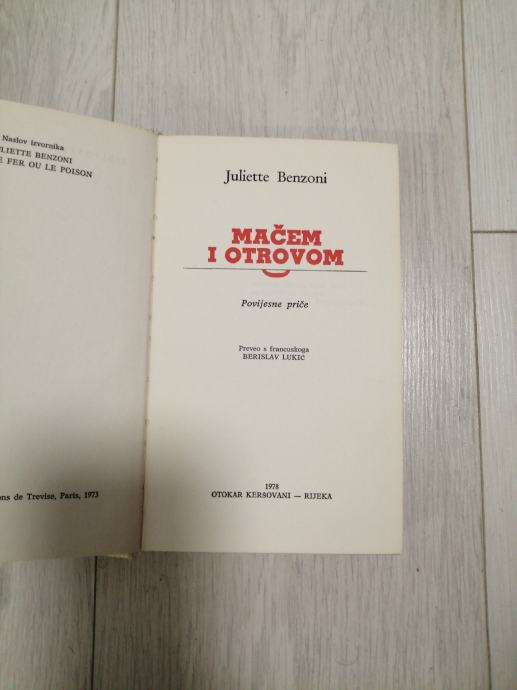 Naslov izvornika
JULIETTE BENZONI
E FER OU LE POISON
ons de Trevise, Paris, 1973
Juliette Benzoni
MAČEM
I OTROVOM
Povijesne priče
Preveo s francuskoga
BERISLAV LUKIĆ
1978
OTOKAR KERSOVANI — RIJEKA